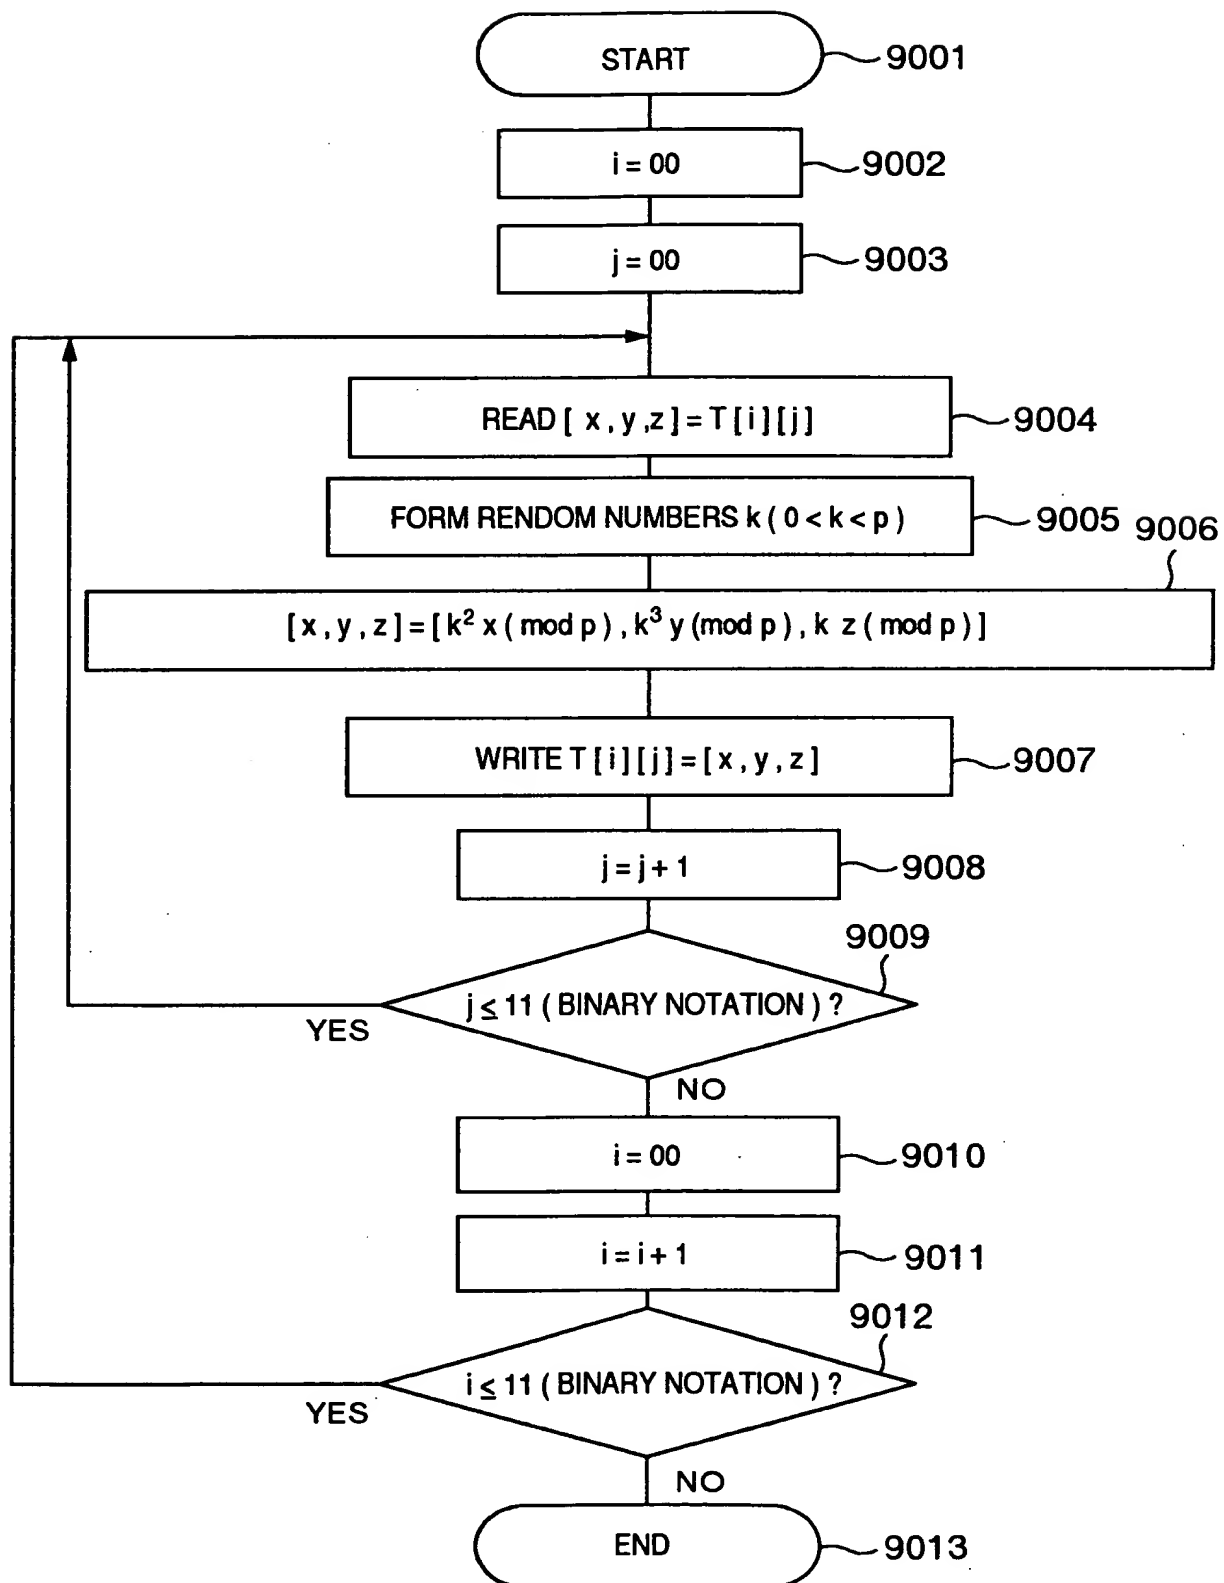 START
9001
i = 00
9002
j = 00
9003
READ [ x , y ,z ] = T [ i ] [ j ]
9004
FORM RENDOM NUMBERS k ( 0 < k < p )
9005
9006
[ x , y , z ] = [ k² x ( mod p ) , k³ y (mod p ) , k z ( mod p ) ]
WRITE T [ i ] [ j ] = [ x , y , z ]
9007
j = j + 1
9008
9009
j ≤ 11 ( BINARY NOTATION ) ?
YES
NO
i = 00
9010
i = i + 1
9011
9012
i ≤ 11 ( BINARY NOTATION ) ?
YES
NO
END
9013